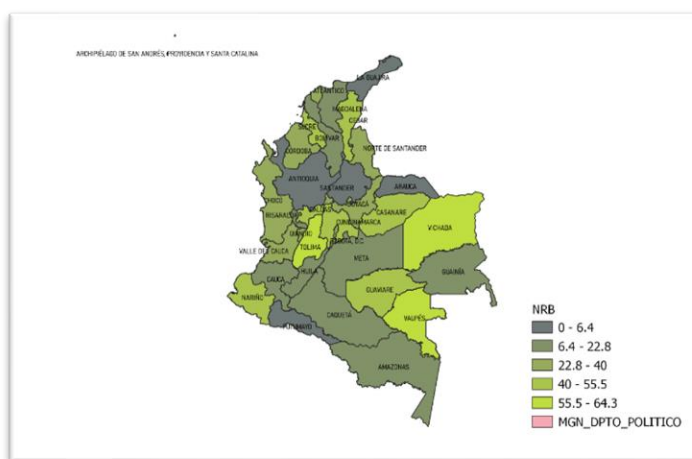 ARCHIPIÉLAGO DE SAN ANDRÉS, PROVIDENCIA Y SANTA CATALINA
LA GUAJIRA
ATLÁNTICO
MAGDALENA
CESAR
SUCRE
BOLÍVAR
CÓRDOBA
NORTE DE SANTANDER
ANTIOQUIA
SANTANDER
ARAUCA
BOYACÁ
CHOCÓ
CALDAS
CASANARE
RISARALDA
CUNDINAMARCA
VICHADA
QUINDIO
BOGOTÁ, D.C.
VALLE DEL CAUCA
TOLIMA
META
HUILA
GUAINÍA
CAUCA
GUAVIARE
NARIÑO
VAUPÉS
CAQUETÁ
PUTUMAYO
AMAZONAS
NRB
0 - 6.4
6.4 - 22.8
22.8 - 40
40 - 55.5
55.5 - 64.3
MGN_DPTO_POLITICO